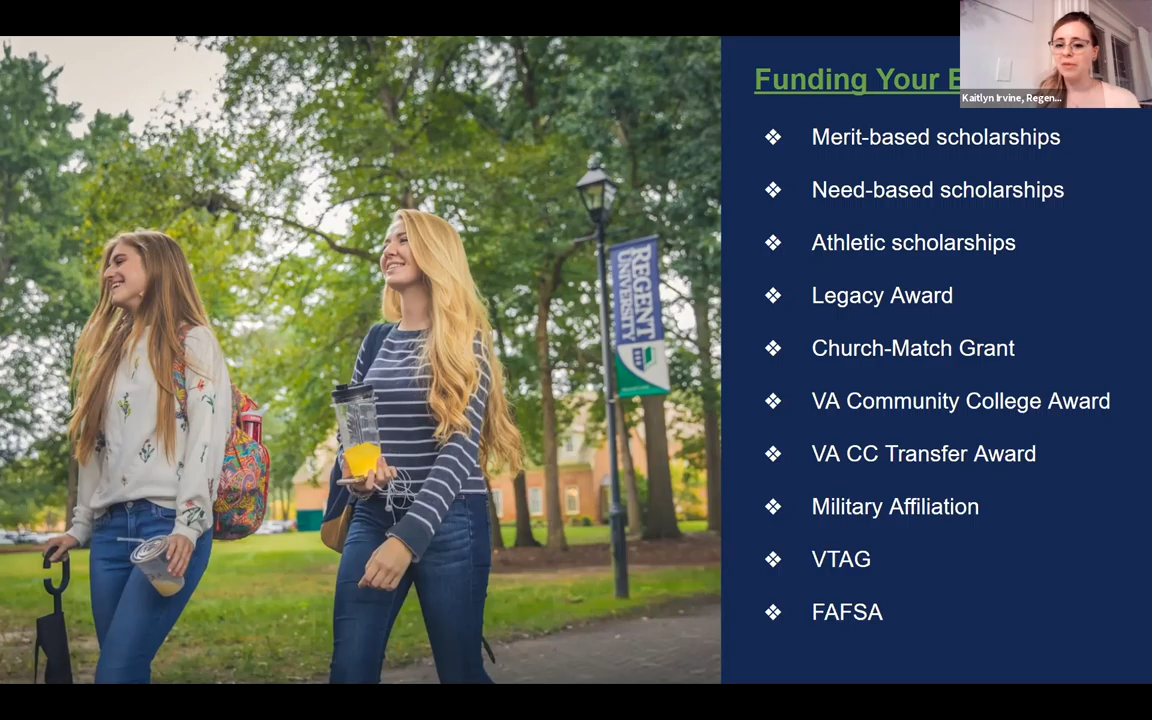 Funding Your E
Kaitlyn Irvine, Regen...
❖ Merit-based scholarships
❖ Need-based scholarships
❖ Athletic scholarships
❖ Legacy Award
❖ Church-Match Grant
❖ VA Community College Award
❖ VA CC Transfer Award
❖ Military Affiliation
❖ VTAG
❖ FAFSA
REGENT
UNIVERSITY